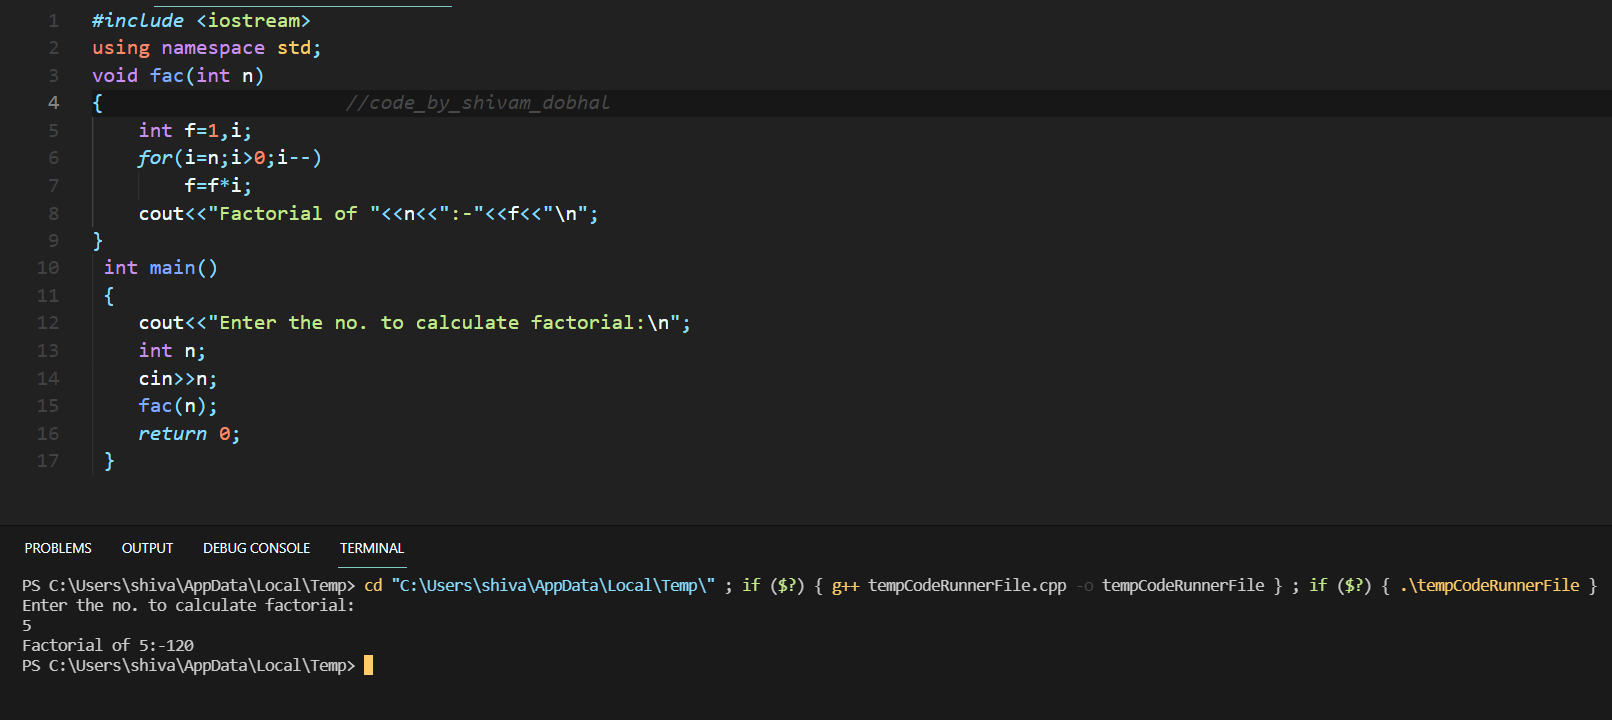 1 #include <iostream>
2 using namespace std;
3 void fac(int n)
4 {                     //code_by_shivam_dobhal
5     int f=1,i;
6     for(i=n;i>0;i--)
7         f=f*i;
8     cout<<"Factorial of "<<n<<":-"<<f<<"\n";
9 }
10  int main()
11  {
12     cout<<"Enter the no. to calculate factorial:\n";
13     int n;
14     cin>>n;
15     fac(n);
16     return 0;
17  }
PROBLEMS OUTPUT DEBUG CONSOLE TERMINAL
PS C:\Users\shiva\AppData\Local\Temp> cd "C:\Users\shiva\AppData\Local\Temp\" ; if ($?) { g++ tempCodeRunnerFile.cpp -o tempCodeRunnerFile } ; if ($?) { .\tempCodeRunnerFile }
Enter the no. to calculate factorial:
5
Factorial of 5:-120
PS C:\Users\shiva\AppData\Local\Temp>